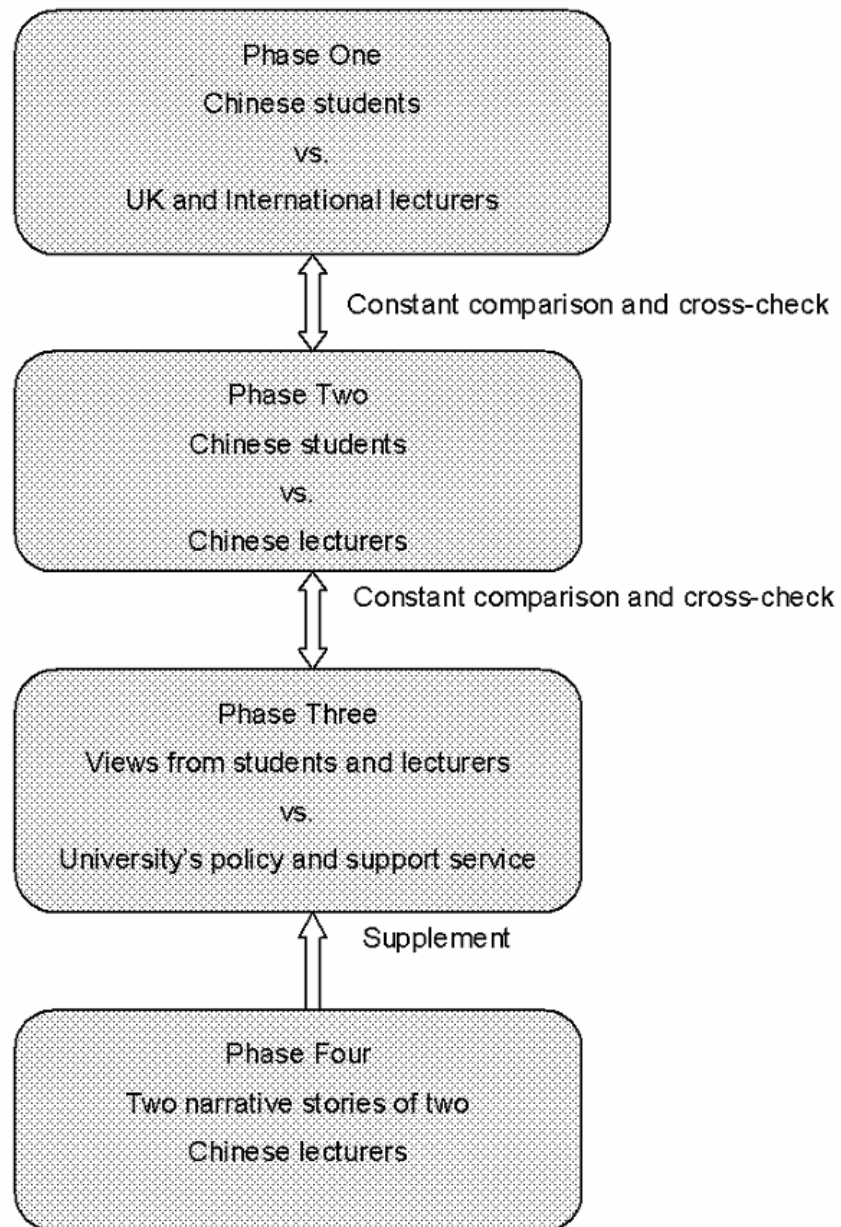 Phase One
Chinese students
vs.
UK and International lecturers
Constant comparison and cross-check
Phase Two
Chinese students
vs.
Chinese lecturers
Constant comparison and cross-check
Phase Three
Views from students and lecturers
vs.
University's policy and support service
Supplement
Phase Four
Two narrative stories of two
Chinese lecturers